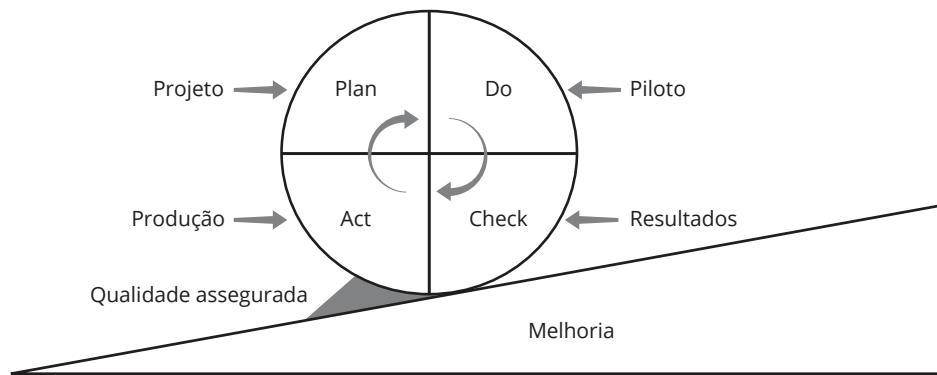 Projeto
Plan
Do
Piloto
Produção
Act
Check
Resultados
Qualidade assegurada
Melhoria